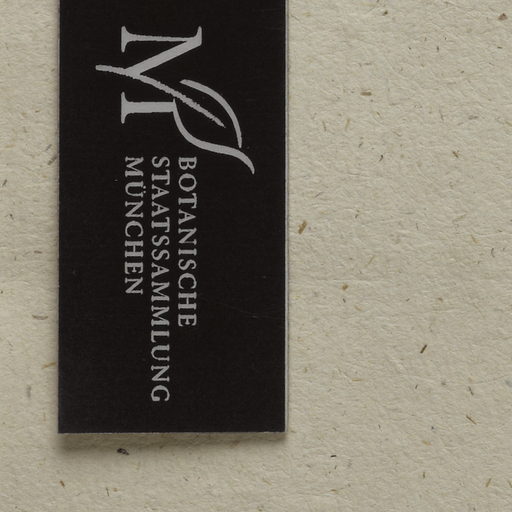 M
BOTANISCHE
STAATSSAMMLUNG
MÜNCHEN